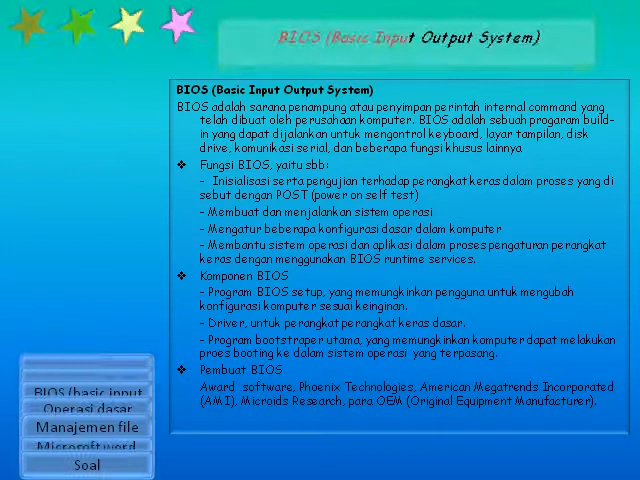 BIOS (Basic Input Output System)
BIOS (Basic Input Output System)
BIOS adalah sarana penampung atau penyimpan perintah internal command yang
telah dibuat oleh perusahaan komputer. BIOS adalah sebuah progaram build-
in yang dapat dijalankan untuk mengontrol keyboard, layar tampilan, disk
drive, komunikasi serial, dan beberapa fungsi khusus lainnya
❖ Fungsi BIOS, yaitu sbb:
- Inisialisasi serta pengujian terhadap perangkat keras dalam proses yang di
sebut dengan POST (power on self test)
- Membuat dan menjalankan sistem operasi
- Mengatur beberapa konfigurasi dasar dalam komputer
- Membantu sistem operasi dan aplikasi dalam proses pengaturan perangkat
keras dengan menggunakan BIOS runtime services.
❖ Komponen BIOS
- Program BIOS setup, yang memungkinkan pengguna untuk mengubah
konfigurasi komputer sesuai keinginan.
- Driver, untuk perangkat perangkat keras dasar.
- Program bootstraper utama, yang memungkinkan komputer dapat melakukan
proes booting ke dalam sistem operasi yang terpasang.
❖ Pembuat BIOS
Award software, Phoenix Technologies, American Megatrends Incorporated
(AMI), Microids Research, para OEM (Original Equipment Manufacturer).
BIOS (basic input
Operasi dasar
Manajemen file
Microsoft word
Soal